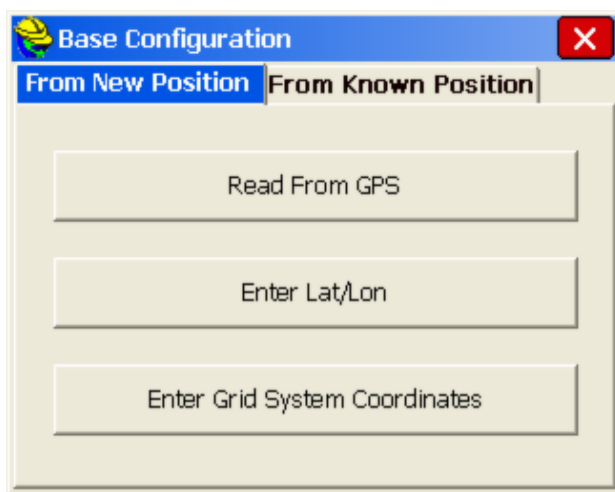 Base Configuration
From New Position From Known Position
Read From GPS
Enter Lat/Lon
Enter Grid System Coordinates